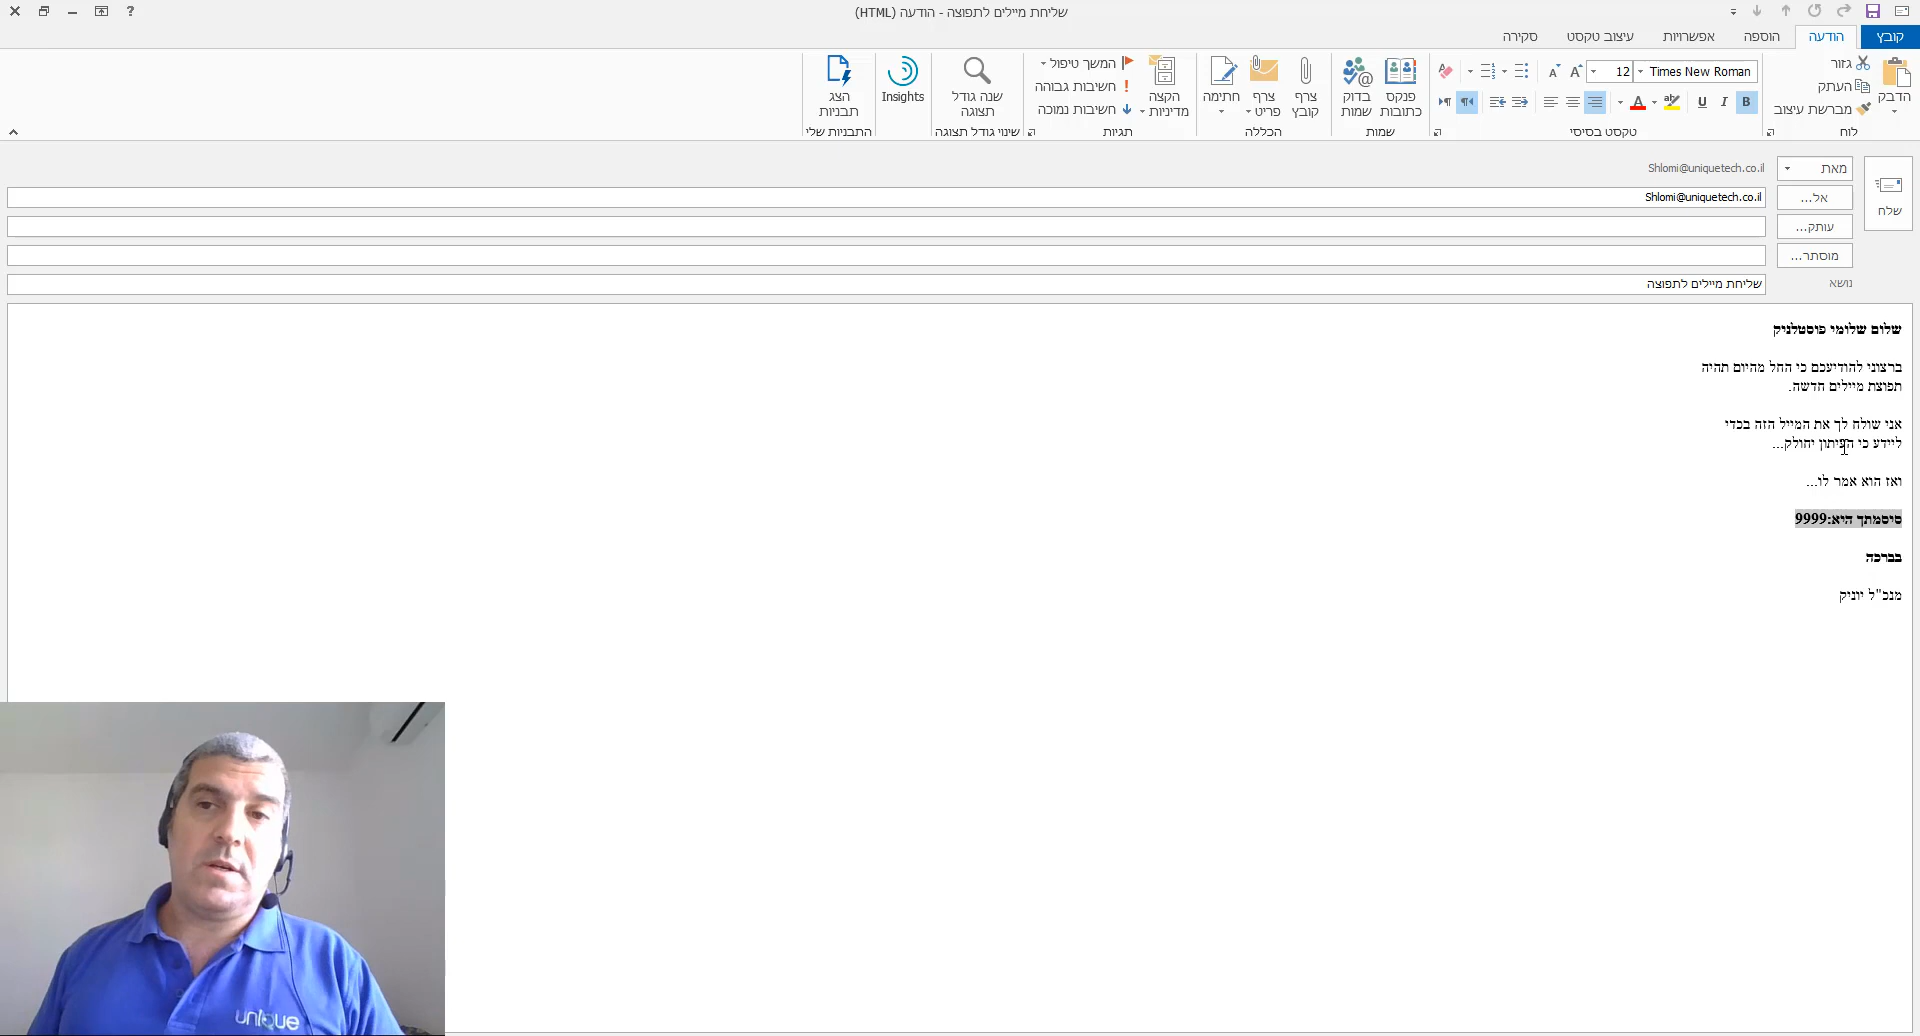 שליחת מיילים לתפוצה - הודעה (HTML)
קובץ
הודעה
הוספה
אפשרויות
עיצוב טקסט
סקירה
הדבק
גזור
העתק
מברשת עיצוב
לוח
Times New Roman
12
B I U
טקסט בסיסי
פנקס כתובות
בדוק שמות
שמות
צרף קובץ
צרף פריט
חתימה
הכללה
הקצה מדיניות
המשך טיפול
חשיבות גבוהה
חשיבות נמוכה
תגיות
שנה גודל תצוגה
שינוי גודל תצוגה
Insights
הצג תבניות
התבניות שלי
שלח
מאת
Shlomi@uniquetech.co.il
אל...
Shlomi@uniquetech.co.il
עותק...
מוסתר...
נושא
שליחת מיילים לתפוצה
שלום שלומי פוסטלניק
ברצוני להודיעכם כי החל מהיום תהיה
תפוצת מיילים חדשה.
אני שולח לך את המייל הזה בכדי
ליידע כי העיתון יחולק...
ואז הוא אמר לו...
סיסמתך היא:9999
בברכה
מנכ"ל יוניק
unique